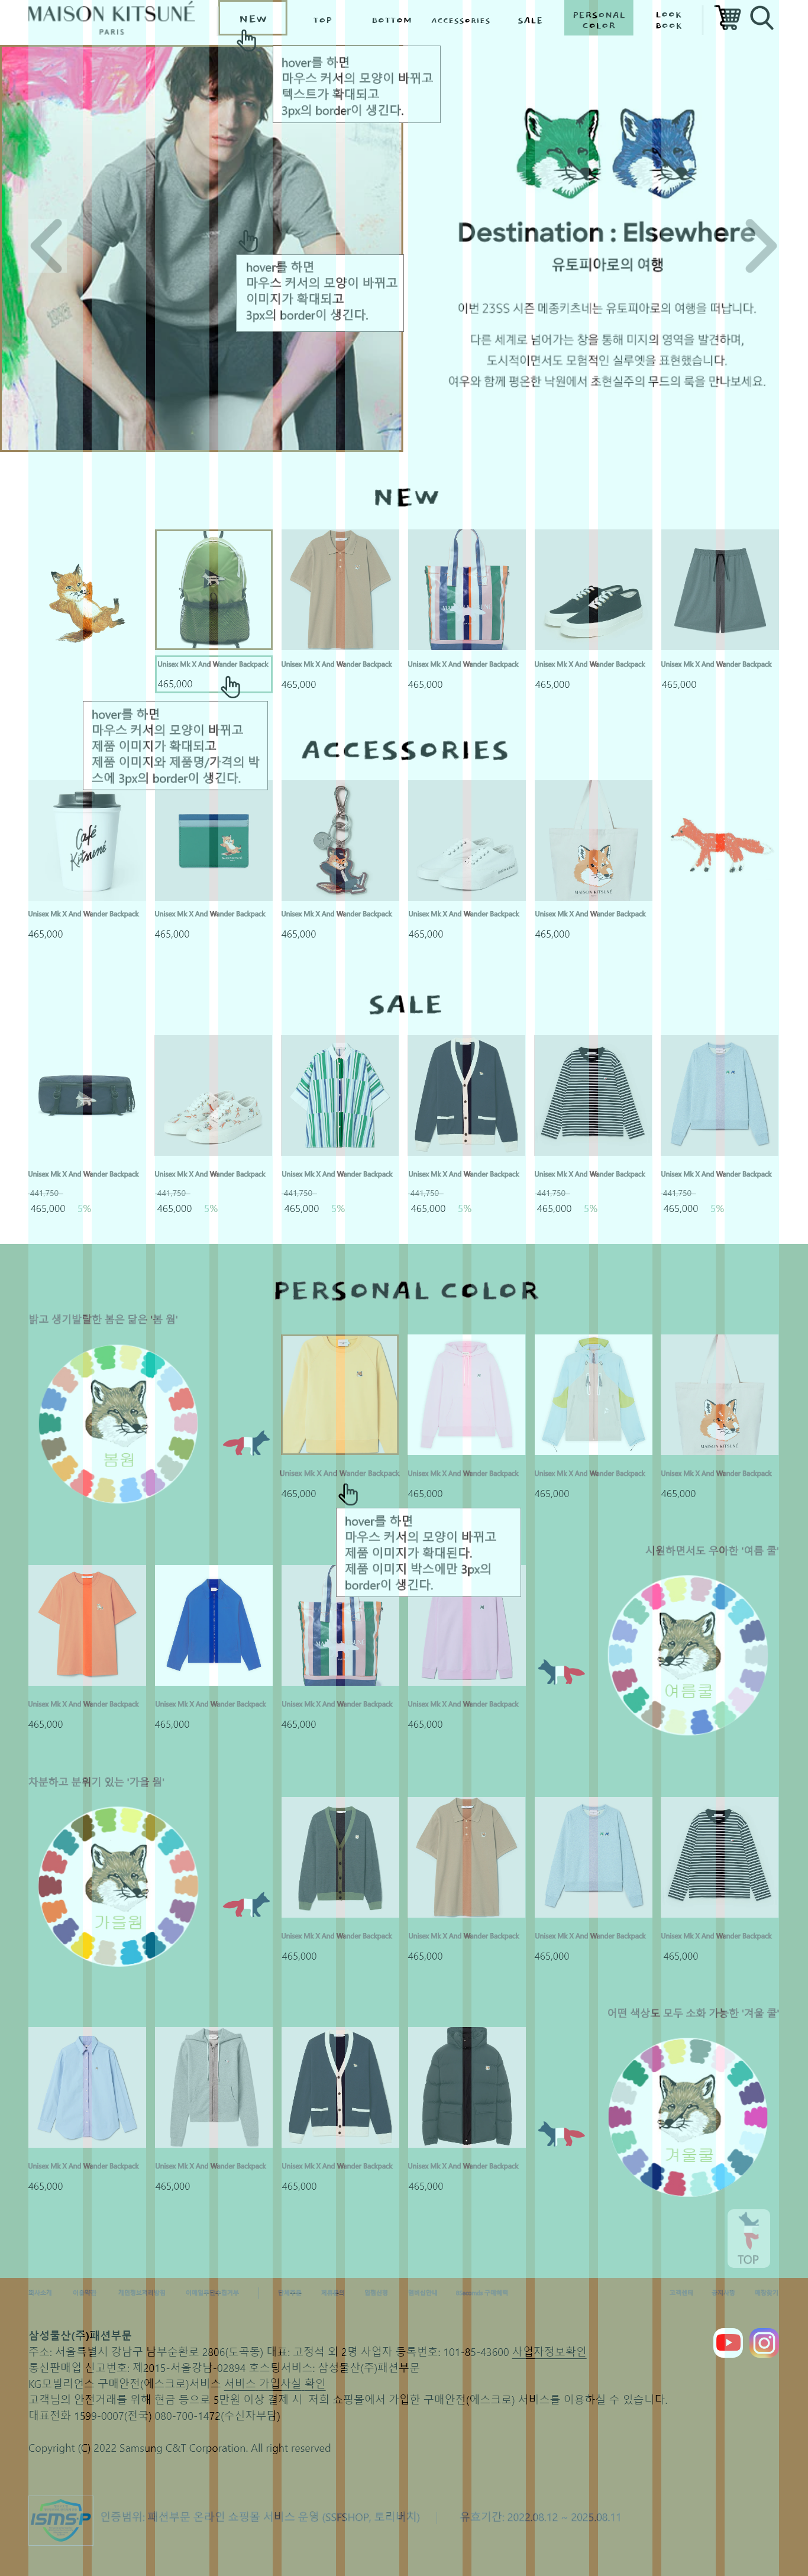 MAISON KITSUNÉ
PARIS
NEW
TOP
BOTTOM
ACCESSORIES
SALE
PERSONAL
COLOR
LOOK
BOOK
hover를 하면
마우스 커서의 모양이 바뀌고
텍스트가 확대되고
3px의 border이 생긴다.
hover를 하면
마우스 커서의 모양이 바뀌고
이미지가 확대되고
3px의 border이 생긴다.
Destination : Elsewhere
유토피아로의 여행
이번 23SS 시즌 메종키츠네는 유토피아로의 여행을 떠납니다.
다른 세계로 넘어가는 창을 통해 미지의 영역을 발견하며,
도시적이면서도 모험적인 실루엣을 표현했습니다.
여우와 함께 평온한 낙원에서 초현실주의 무드의 룩을 만나보세요.
NEW
Unisex Mk X And Wander Backpack
465,000
Unisex Mk X And Wander Backpack
465,000
Unisex Mk X And Wander Backpack
465,000
Unisex Mk X And Wander Backpack
465,000
Unisex Mk X And Wander Backpack
465,000
hover를 하면
마우스 커서의 모양이 바뀌고
제품 이미지가 확대되고
제품 이미지와 제품명/가격의 박
스에 3px의 border이 생긴다.
ACCESSORIES
Café
Kitsuné
MAISON KITSUNÉ
Unisex Mk X And Wander Backpack
465,000
Unisex Mk X And Wander Backpack
465,000
Unisex Mk X And Wander Backpack
465,000
Unisex Mk X And Wander Backpack
465,000
Unisex Mk X And Wander Backpack
465,000
SALE
Unisex Mk X And Wander Backpack
441,750
465,000 5%
Unisex Mk X And Wander Backpack
441,750
465,000 5%
Unisex Mk X And Wander Backpack
441,750
465,000 5%
Unisex Mk X And Wander Backpack
441,750
465,000 5%
Unisex Mk X And Wander Backpack
441,750
465,000 5%
Unisex Mk X And Wander Backpack
441,750
465,000 5%
PERSONAL COLOR
밝고 생기발랄한 봄은 닮은 '봄 웜'
봄웜
MAISON KITSUNÉ
Unisex Mk X And Wander Backpack
465,000
Unisex Mk X And Wander Backpack
465,000
Unisex Mk X And Wander Backpack
465,000
Unisex Mk X And Wander Backpack
465,000
hover를 하면
마우스 커서의 모양이 바뀌고
제품 이미지가 확대된다.
제품 이미지 박스에만 3px의
border이 생긴다.
시원하면서도 우아한 '여름 쿨'
여름쿨
Unisex Mk X And Wander Backpack
465,000
Unisex Mk X And Wander Backpack
465,000
Unisex Mk X And Wander Backpack
465,000
Unisex Mk X And Wander Backpack
465,000
차분하고 분위기 있는 '가을 웜'
가을웜
Unisex Mk X And Wander Backpack
465,000
Unisex Mk X And Wander Backpack
465,000
Unisex Mk X And Wander Backpack
465,000
Unisex Mk X And Wander Backpack
465,000
어떤 색상도 모두 소화 가능한 '겨울 쿨'
겨울쿨
Unisex Mk X And Wander Backpack
465,000
Unisex Mk X And Wander Backpack
465,000
Unisex Mk X And Wander Backpack
465,000
Unisex Mk X And Wander Backpack
465,000
TOP
삼성물산(주)패션부문
주소: 서울특별시 강남구 남부순환로 2806(도곡동) 대표: 고정석 외 2명 사업자 등록번호: 101-85-43600 사업자정보확인
통신판매업 신고번호: 제2015-서울강남-02894 호스팅서비스: 삼성물산(주)패션부문
KG모빌리언스 구매안전(에스크로)서비스 서비스 가입사실 확인
고객님의 안전거래를 위해 현금 등으로 5만원 이상 결제 시 저희 쇼핑몰에서 가입한 구매안전(에스크로) 서비스를 이용하실 수 있습니다.
대표전화 1599-0007(전국) 080-700-1472(수신자부담)
Copyright (C) 2022 Samsung C&T Corporation. All right reserved
ISMS-P
인증범위: 패션부문 온라인 쇼핑몰 서비스 운영 (SSFSHOP, 토리버치)
유효기간: 2022.08.12 ~ 2025.08.11